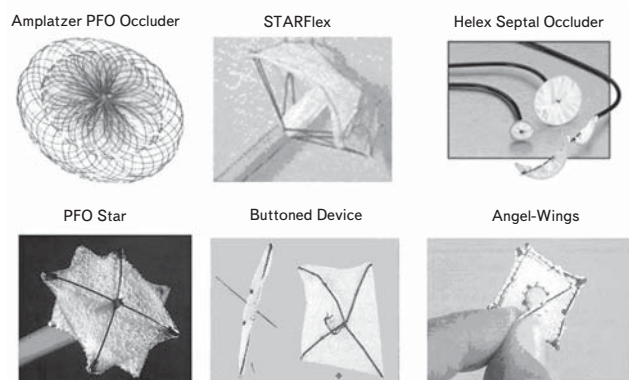 Amplatzer PFO Occluder
STARFlex
Helex Septal Occluder
PFO Star
Buttoned Device
Angel-Wings